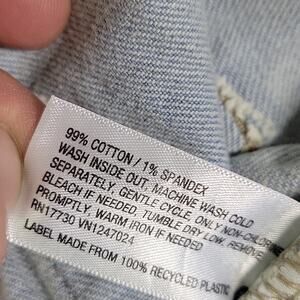 99% COTTON / 1% SPANDEX
WASH INSIDE OUT, MACHINE WASH COLD
SEPARATELY, GENTLE CYCLE, ONLY NON-CHLORINE
BLEACH IF NEEDED, TUMBLE DRY LOW, REMOVE
PROMPTLY, WARM IRON IF NEEDED
RN17730 VN1247024
LABEL MADE FROM 100% RECYCLED PLASTIC